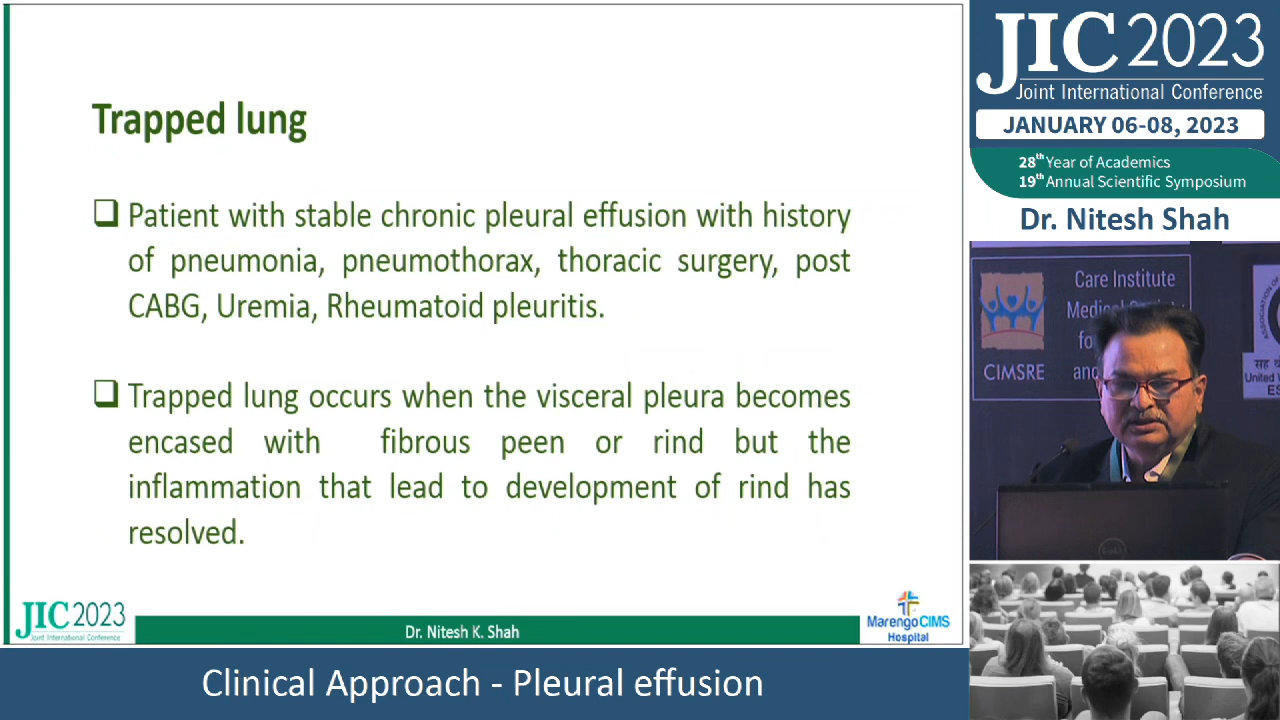 Trapped lung
❑ Patient with stable chronic pleural effusion with history
of pneumonia, pneumothorax, thoracic surgery, post
CABG, Uremia, Rheumatoid pleuritis.
❑ Trapped lung occurs when the visceral pleura becomes
encased with fibrous peen or rind but the
inflammation that lead to development of rind has
resolved.
JIC 2023
Joint International Conference
Dr. Nitesh K. Shah
MarengoCIMS
Hospital
Clinical Approach - Pleural effusion
JIC 2023
Joint International Conference
JANUARY 06-08, 2023
28th Year of Academics
19th Annual Scientific Symposium
Dr. Nitesh Shah
Care Institute
CIMSRE
DELL